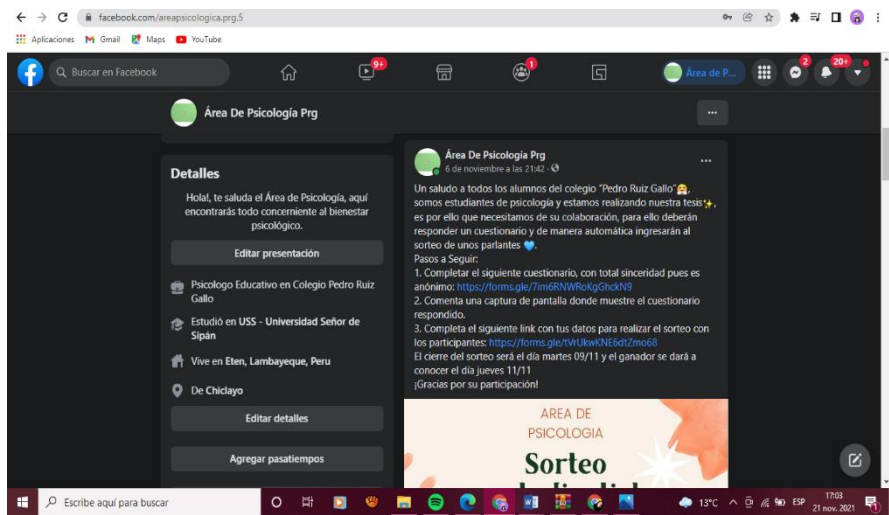 facebook.com/areapsicologica.prg.5
Aplicaciones
Gmail
Maps
YouTube
Buscar en Facebook
9+
1
Área de P...
2
20+
Área De Psicología Prg
Detalles
Hola!, te saluda el Área de Psicología, aquí
encontrarás todo concerniente al bienestar
psicológico.
Editar presentación
Psicologo Educativo en Colegio Pedro Ruiz
Gallo
Estudió en USS - Universidad Señor de
Sipán
Vive en Eten, Lambayeque, Peru
De Chiclayo
Editar detalles
Agregar pasatiempos
Área De Psicología Prg
6 de noviembre a las 21:42 ·
Un saludo a todos los alumnos del colegio "Pedro Ruiz Gallo"🤗,
somos estudiantes de psicología y estamos realizando nuestra tesis✨,
es por ello que necesitamos de su colaboración, para ello deberán
responder un cuestionario y de manera automática ingresarán al
sorteo de unos parlantes 💙.
Pasos a Seguir:
1. Completar el siguiente cuestionario, con total sinceridad pues es
anónimo: https://forms.gle/7im6RNWRoKgGhckN9
2. Comenta una captura de pantalla donde muestre el cuestionario
respondido.
3. Completa el siguiente link con tus datos para realizar el sorteo con
los participantes: https://forms.gle/tVrUkwKNE6dtZmo68
El cierre del sorteo será el día martes 09/11 y el ganador se dará a
conocer el día jueves 11/11
¡Gracias por su participación!
AREA DE
PSICOLOGIA
Sorteo
Escribe aquí para buscar
13°C
ESP
17:03
21 nov. 2021